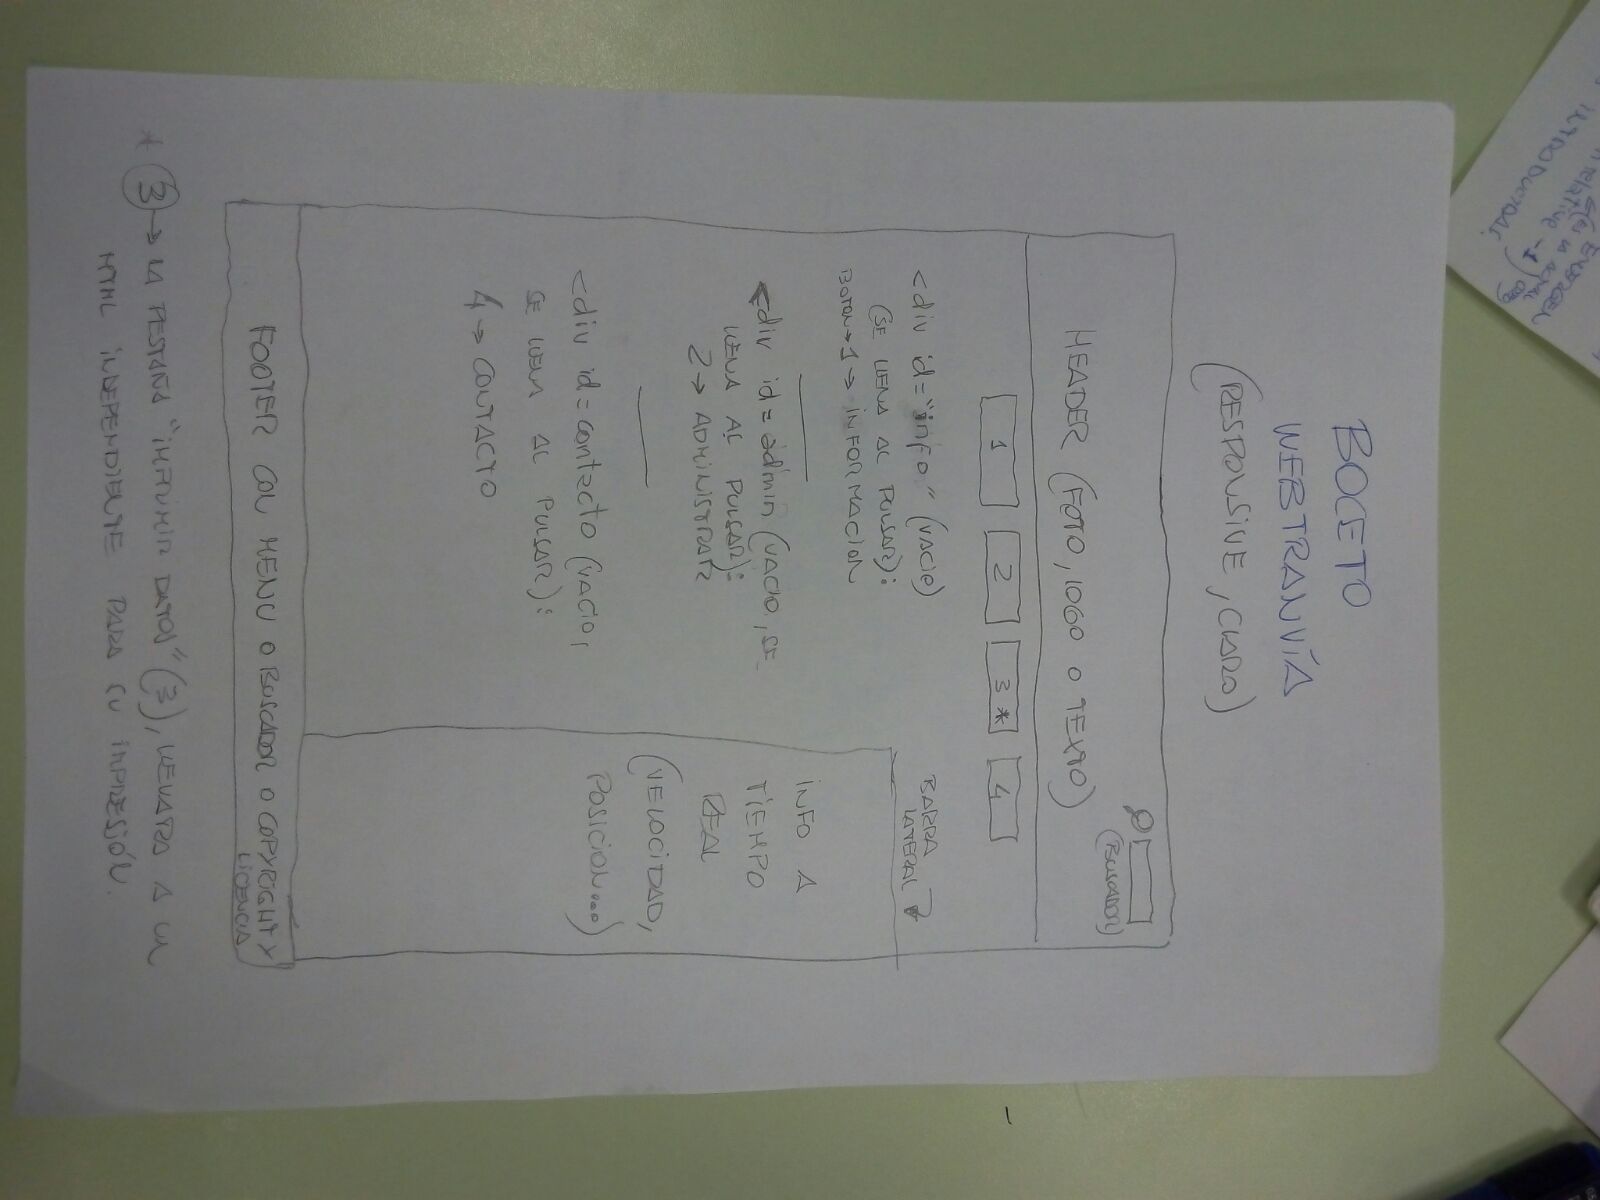 EMERGEN
(ES LA
relative -1)
INTRODUCTORAS.
BOCETO
WEBTRANVÍA
(RESPONSIVE, CLARO)
(BUSCADOR)
HEADER (FOTO, LOGO O TEXTO)
1 2 3 * 4
<div id="info" (VACIO)
(SE LLENA AL PULSAR):
BOTON→1→ INFORMACION
BARRA
LATERAL
<div id=admin (VACIO, SE
LLENA AL PULSAR):
2→ ADMINISTRAR
<div id=contacto (VACIO,
SE LLENA AL PULSAR):
4→ CONTACTO
INFO A
TIEMPO
REAL
(VELOCIDAD,
POSICION...)
FOOTER CON MENU O BUSCADOR O COPYRIGHT Y
LICENCIA
* 3→ LA PESTAÑA "IMPRIMIR DATOS" (3), LLEVARA A UN
HTML INDEPENDIENTE PARA SU IMPRESIÓN.